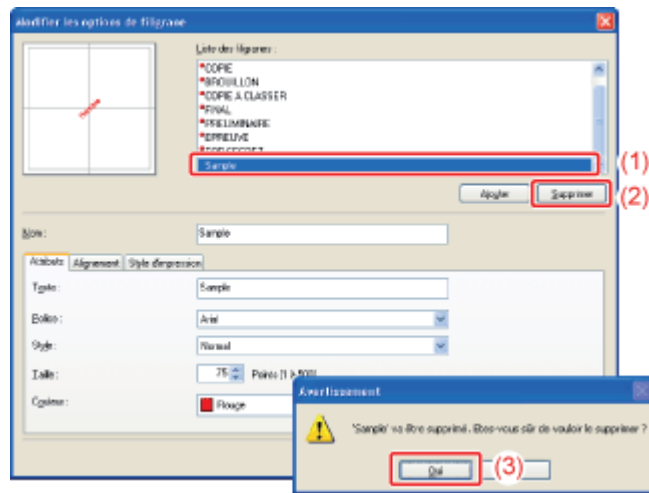 Modifier les options de filigrane
Liste des filigranes :
*COPIE
*BROUILLON
*COPIE A CLASSER
*FINAL
*PRELIMINAIRE
*EPREUVE
*TOP SECRET
Sample
(1)
Ajouter
Supprimer
(2)
Nom :
Sample
Attributs
Alignement
Style d'impression
Texte :
Sample
Police :
Arial
Style :
Normal
Taille :
75
Points [1 à 500]
Couleur :
Rouge
Avertissement
'Sample' va être supprimé. Etes-vous sûr de vouloir le supprimer ?
Oui
(3)